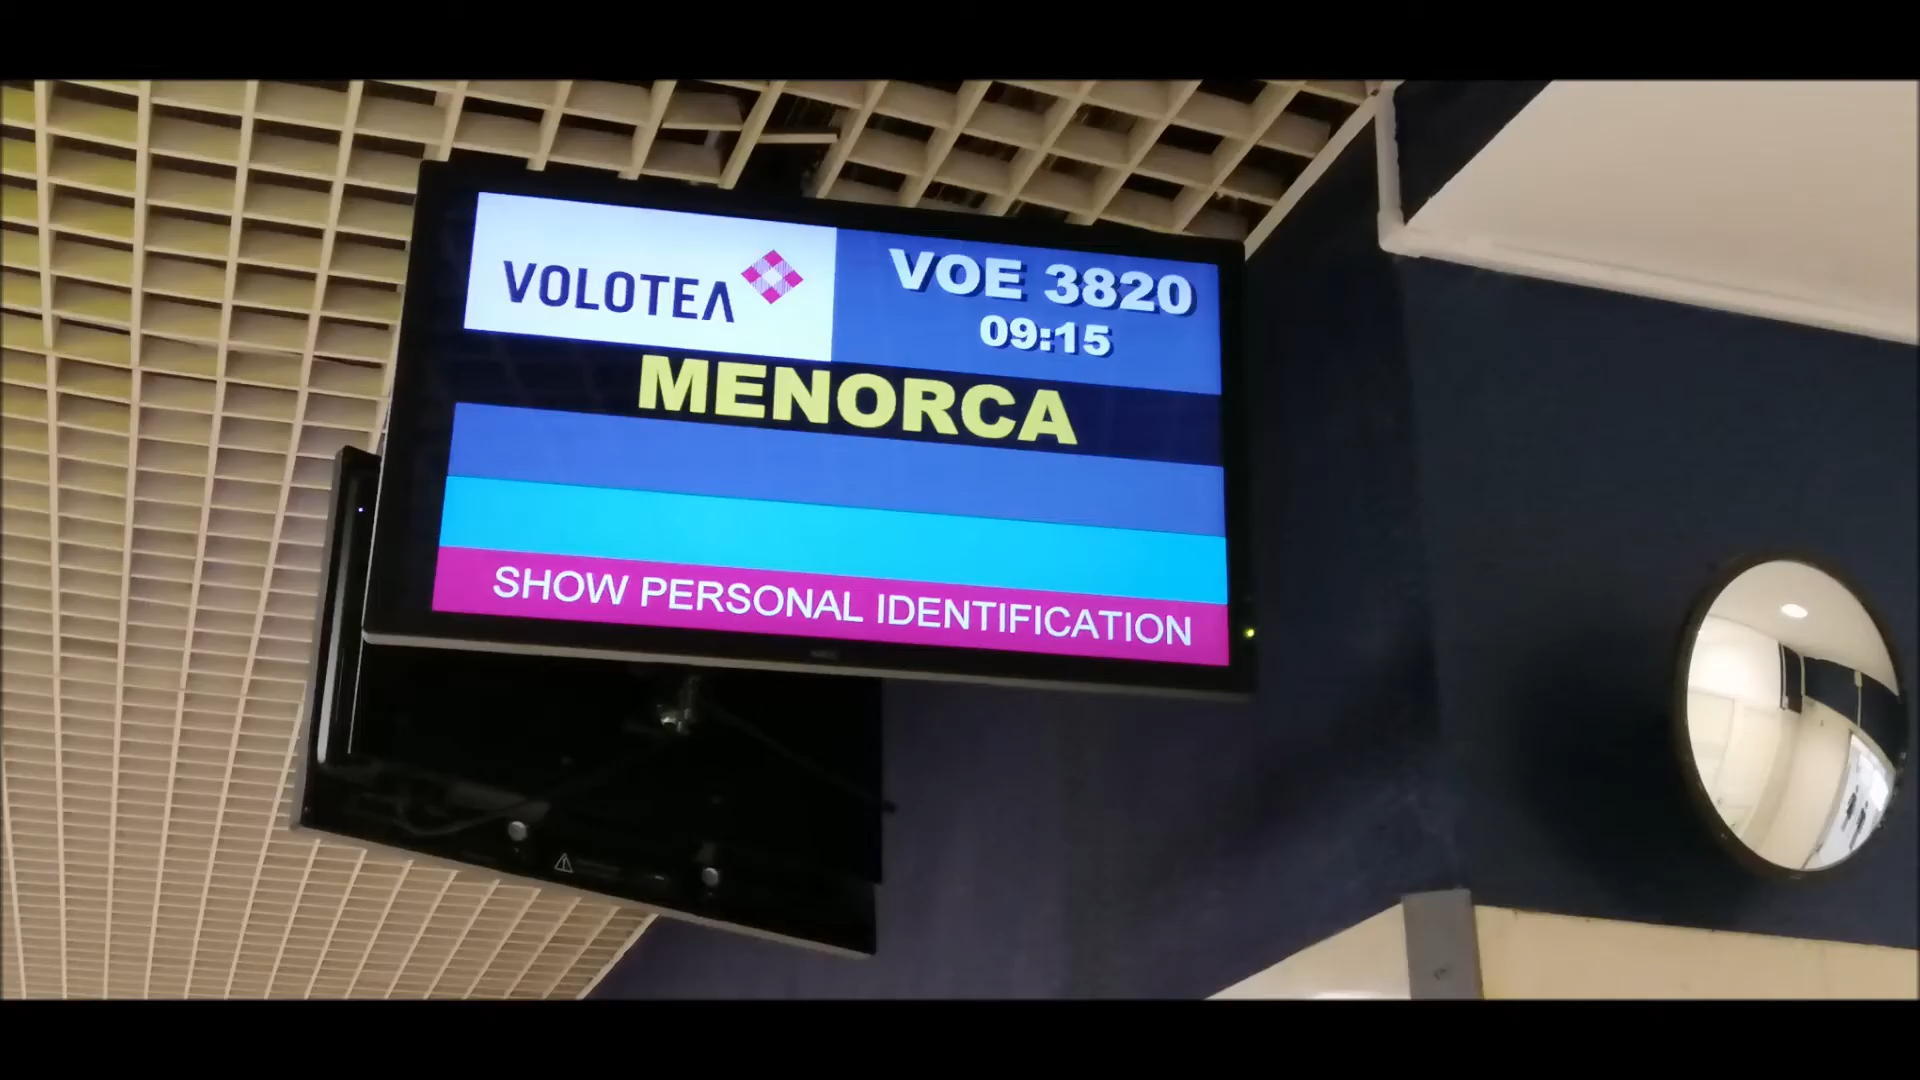 VOLOTEA
VOE 3820
09:15
MENORCA
SHOW PERSONAL IDENTIFICATION